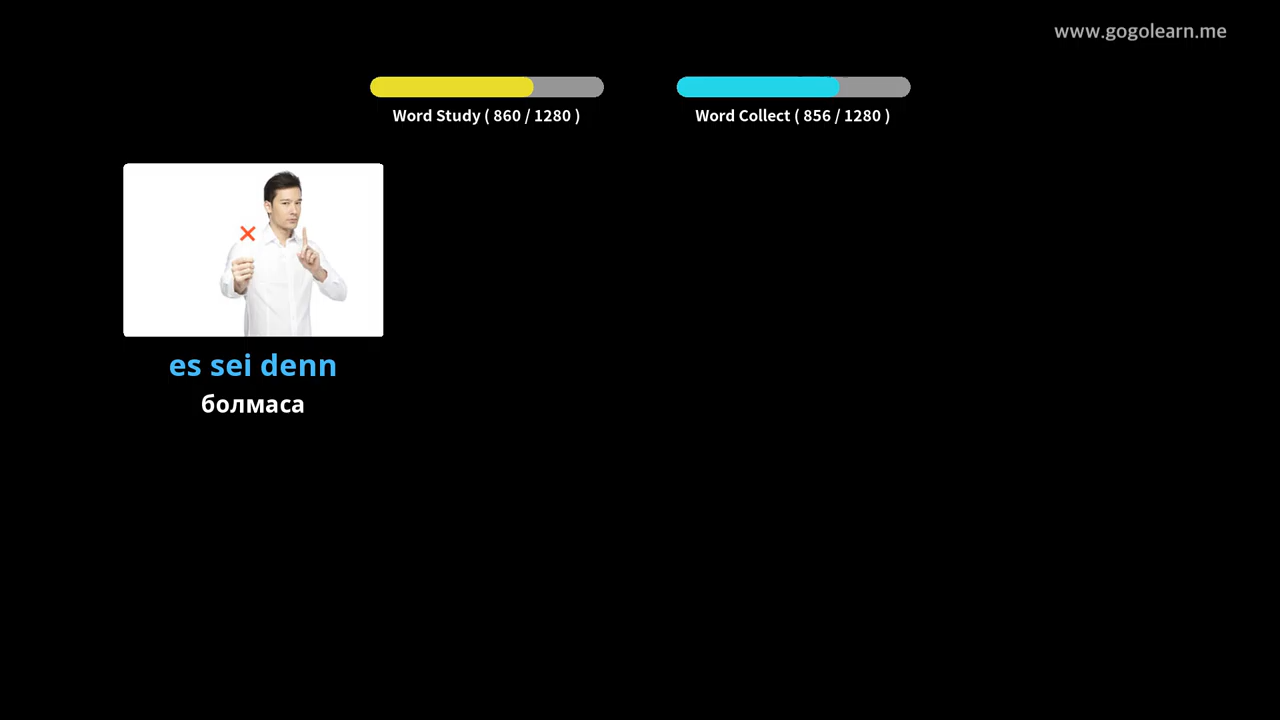 www.gogolearn.me
Word Study ( 860 / 1280 )
Word Collect ( 856 / 1280 )
es sei denn
болмаса